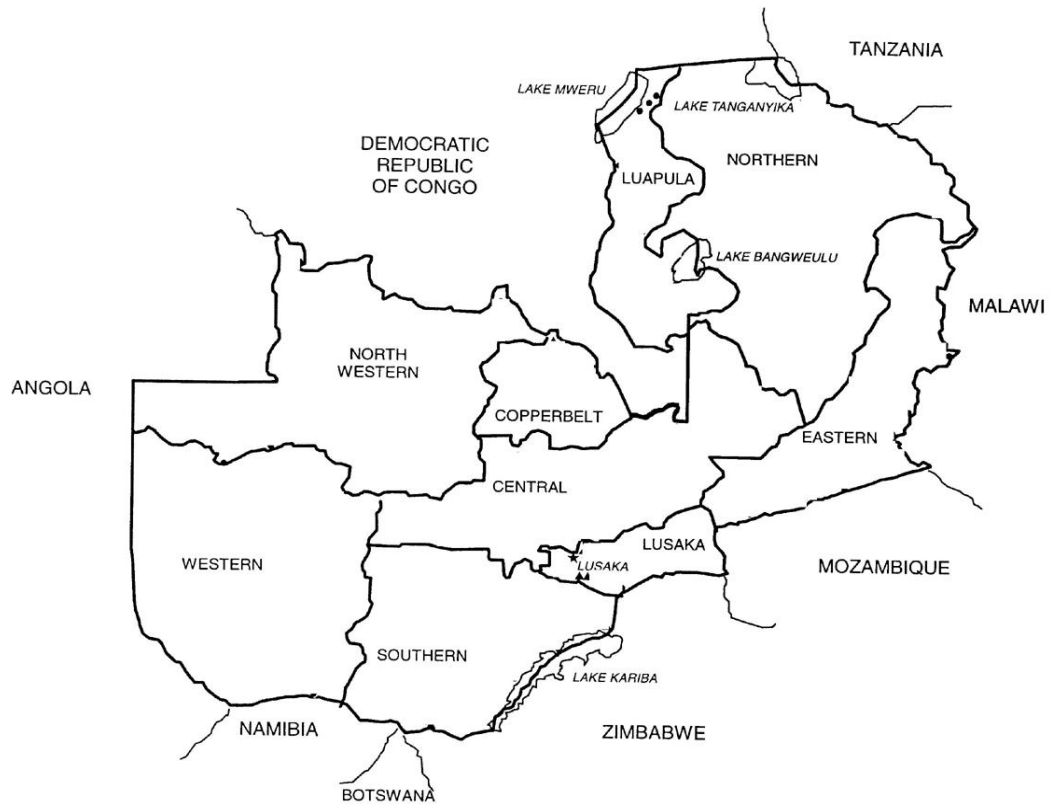 TANZANIA
LAKE MWERU
LAKE TANGANYIKA
DEMOCRATIC
REPUBLIC
OF CONGO
NORTHERN
LUAPULA
LAKE BANGWEULU
MALAWI
NORTH
WESTERN
ANGOLA
COPPERBELT
EASTERN
CENTRAL
LUSAKA
WESTERN
LUSAKA
MOZAMBIQUE
SOUTHERN
LAKE KARIBA
NAMIBIA
ZIMBABWE
BOTSWANA